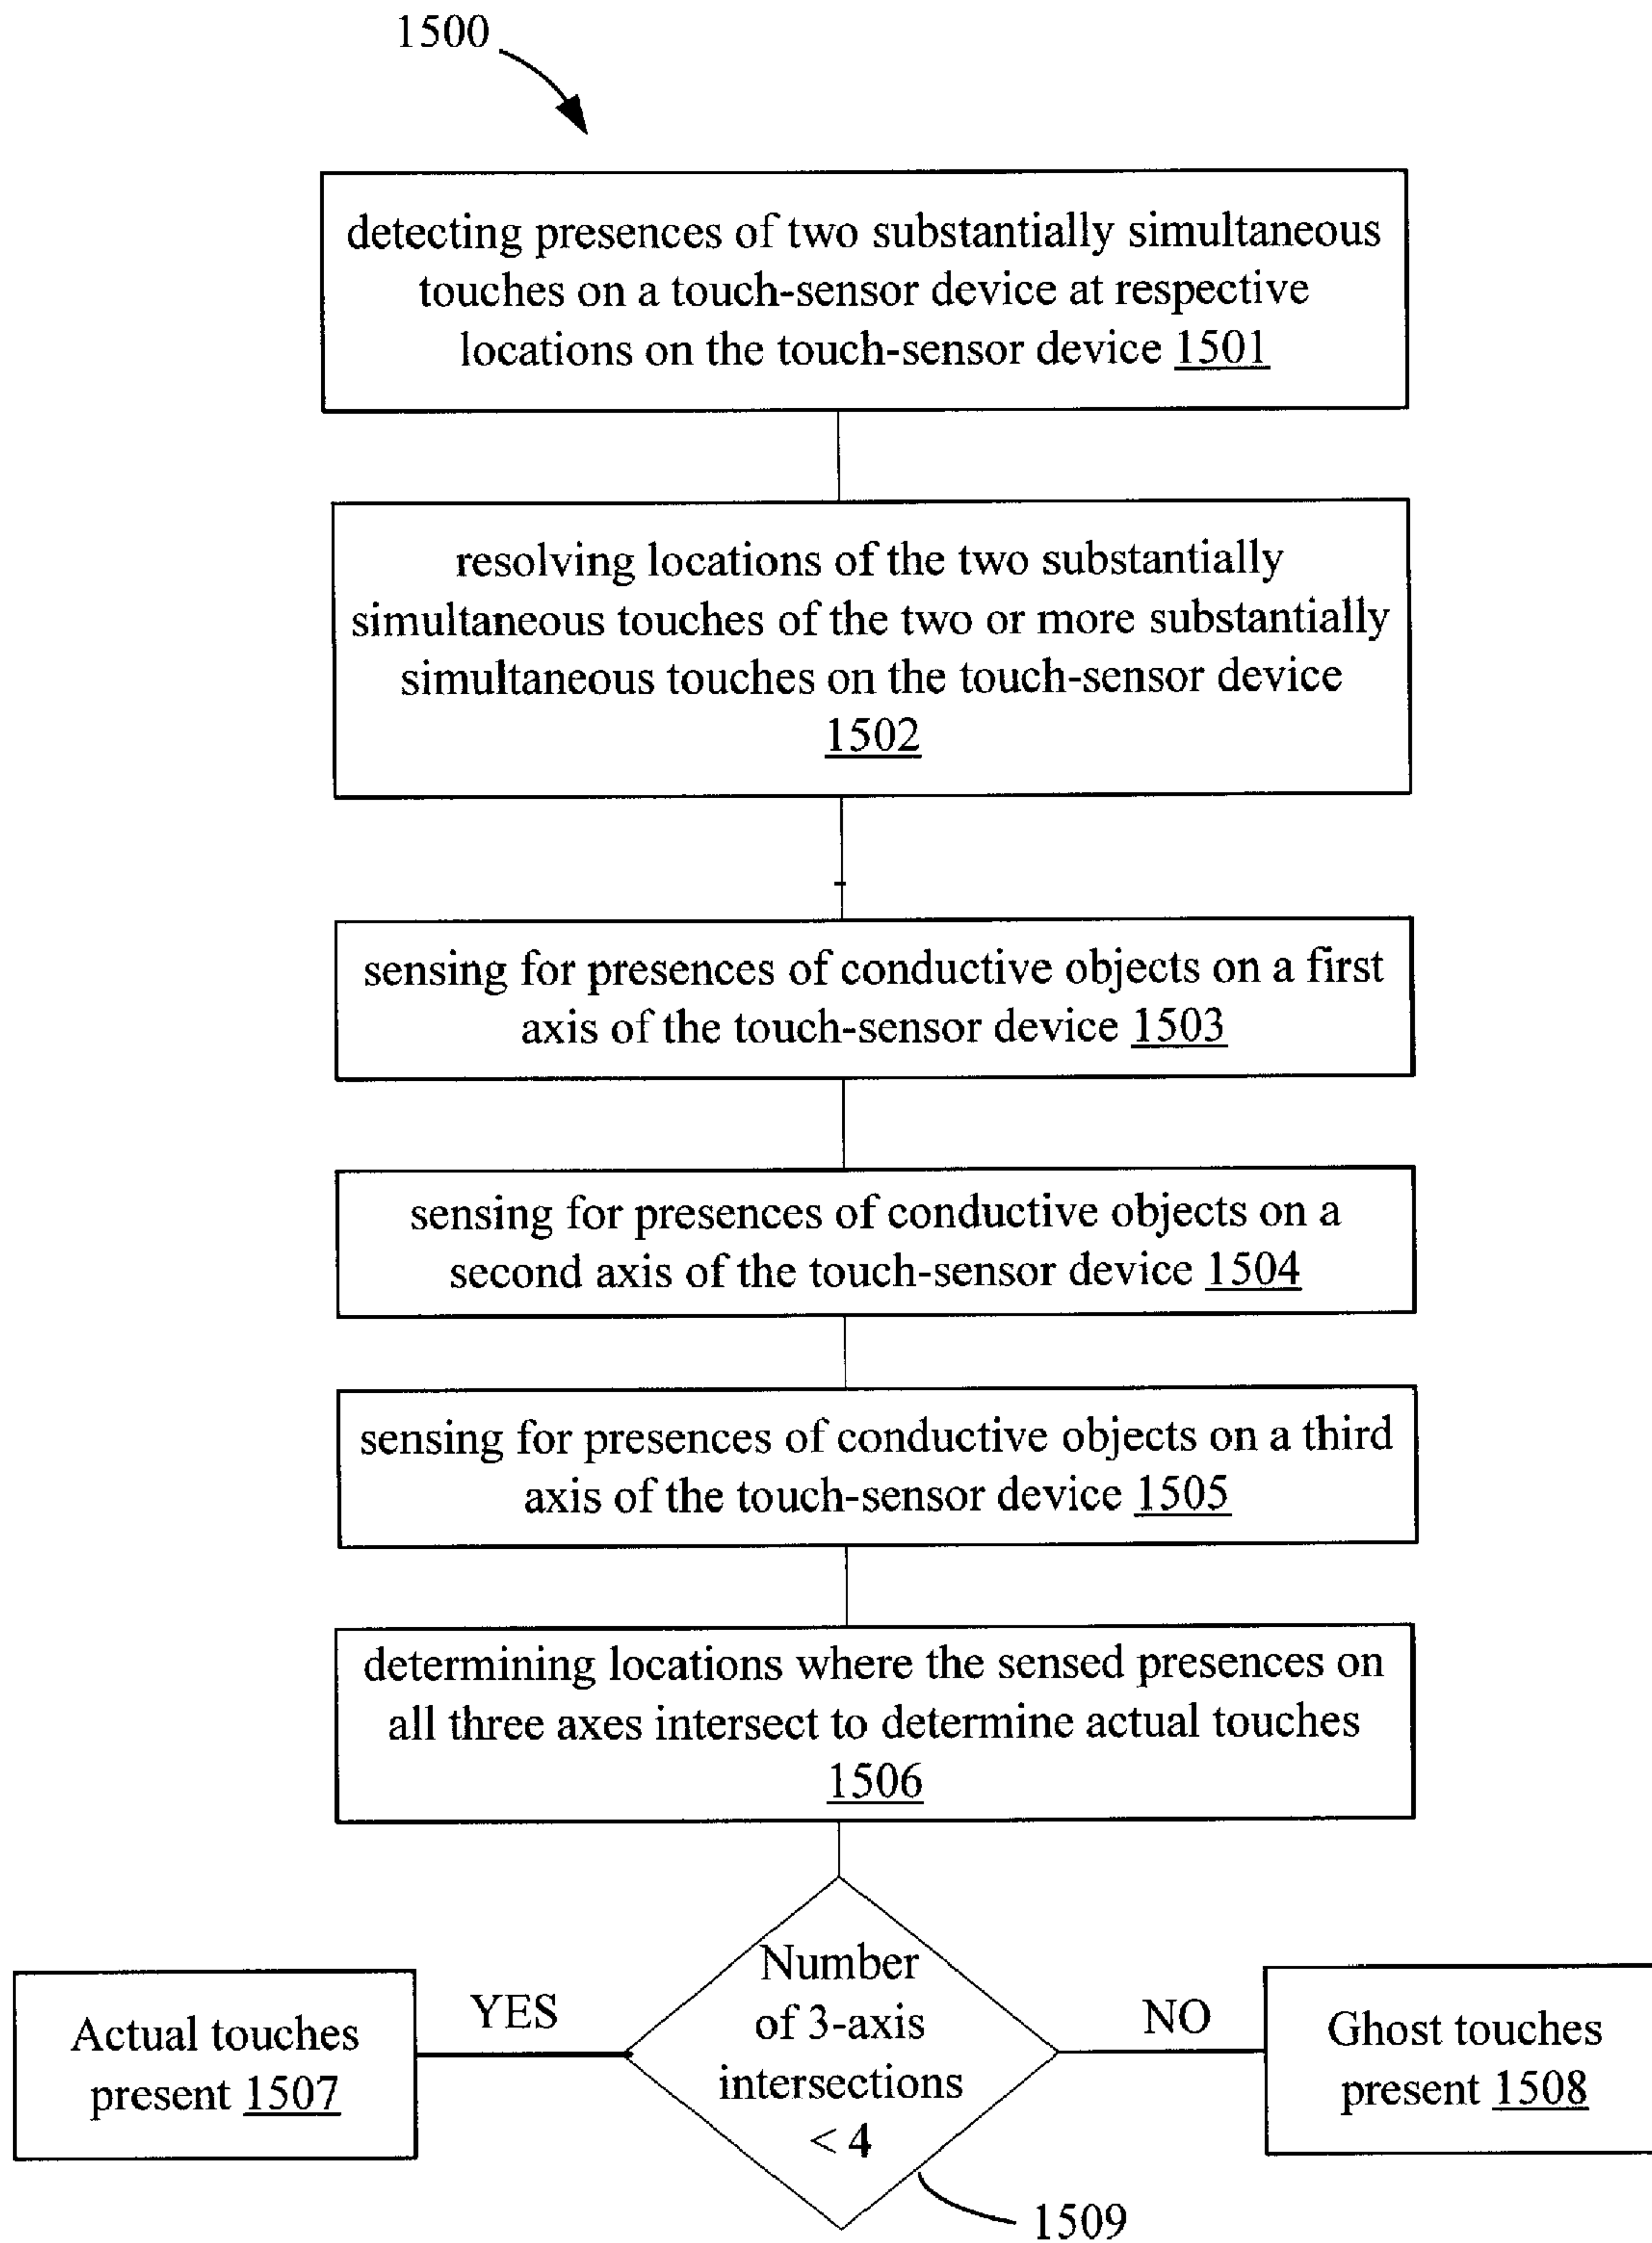 1500
detecting presences of two substantially simultaneous
touches on a touch-sensor device at respective
locations on the touch-sensor device 1501
resolving locations of the two substantially
simultaneous touches of the two or more substantially
simultaneous touches on the touch-sensor device
1502
sensing for presences of conductive objects on a first
axis of the touch-sensor device 1503
sensing for presences of conductive objects on a
second axis of the touch-sensor device 1504
sensing for presences of conductive objects on a third
axis of the touch-sensor device 1505
determining locations where the sensed presences on
all three axes intersect to determine actual touches
1506
Number
of 3-axis
intersections
< 4
YES
NO
Actual touches
present 1507
Ghost touches
present 1508
1509